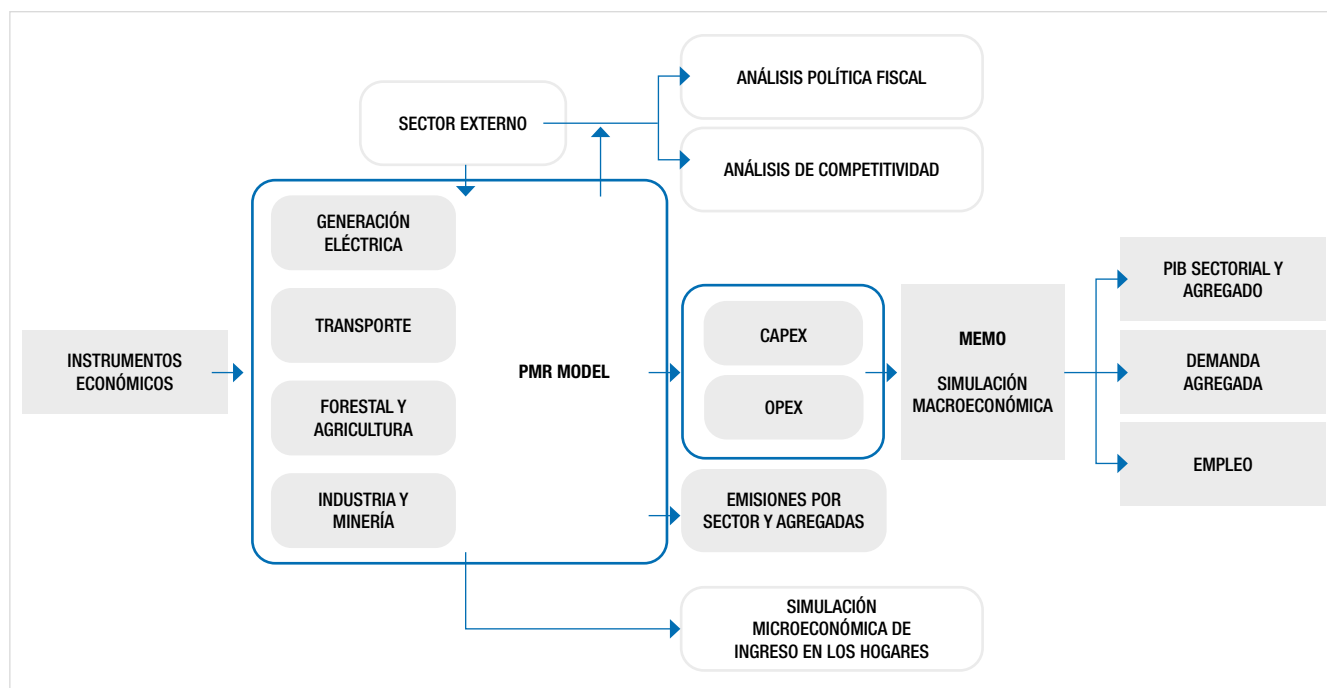 ANÁLISIS POLÍTICA FISCAL
SECTOR EXTERNO
ANÁLISIS DE COMPETITIVIDAD
GENERACIÓN
ELÉCTRICA
TRANSPORTE
FORESTAL Y
AGRICULTURA
INDUSTRIA Y
MINERÍA
INSTRUMENTOS
ECONÓMICOS
PMR MODEL
CAPEX
OPEX
MEMO
SIMULACIÓN
MACROECONÓMICA
PIB SECTORIAL Y
AGREGADO
DEMANDA
AGREGADA
EMPLEO
EMISIONES POR
SECTOR Y AGREGADAS
SIMULACIÓN
MICROECONÓMICA DE
INGRESO EN LOS HOGARES